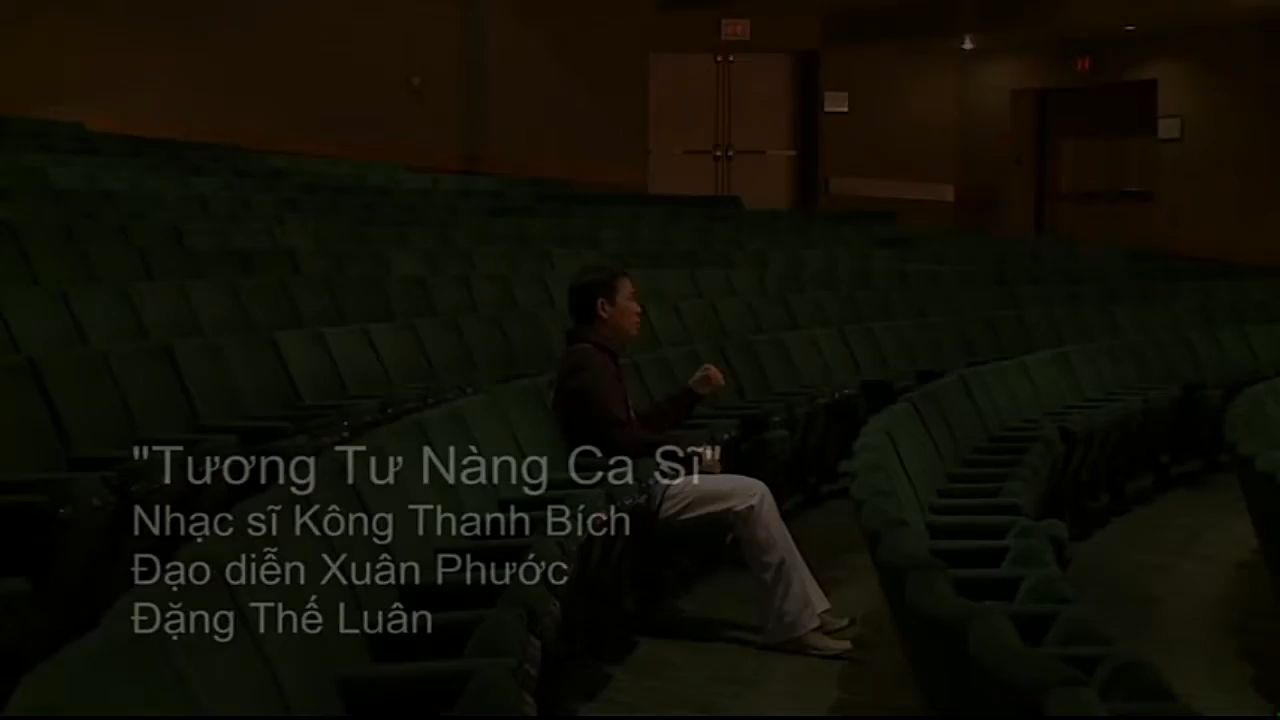 "Tương Tư Nàng Ca Sĩ"
Nhạc sĩ Kông Thanh Bích
Đạo diễn Xuân Phước
Đặng Thế Luân